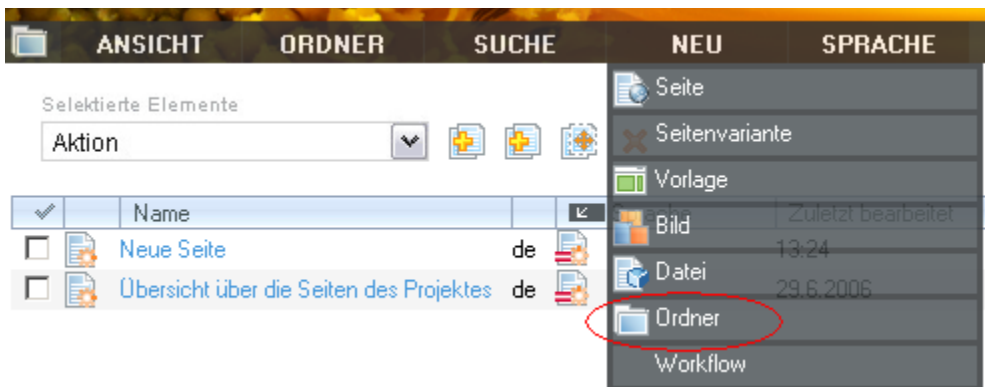 ANSICHT ORDNER SUCHE NEU SPRACHE
Selektierte Elemente
Aktion
Seite
Seitenvariante
Vorlage
Bild
Datei
Ordner
Workflow
Name Sprache Zuletzt bearbeitet
Neue Seite de 13:24
Übersicht über die Seiten des Projektes de 29.6.2006